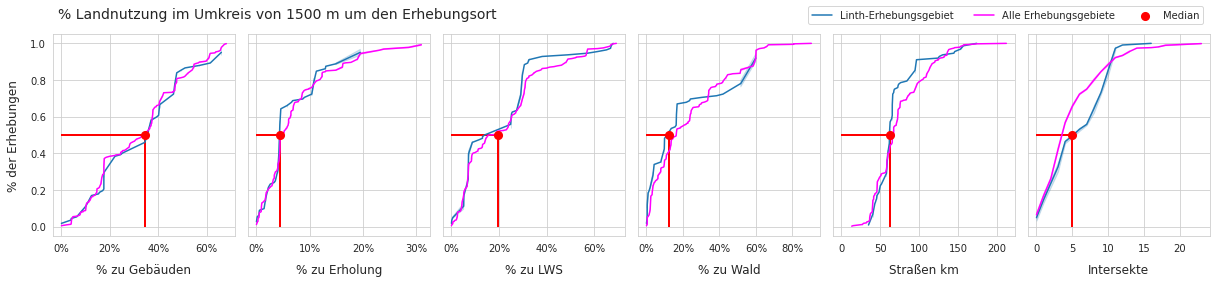 % Landnutzung im Umkreis von 1500 m um den Erhebungsort
Linth-Erhebungsgebiet Alle Erhebungsgebiete Median
% der Erhebungen
1.0
0.8
0.6
0.4
0.2
0.0
0% 20% 40% 60%
% zu Gebäuden
0% 10% 20% 30%
% zu Erholung
0% 20% 40% 60%
% zu LWS
0% 20% 40% 60% 80%
% zu Wald
0 50 100 150 200
Straßen km
0 5 10 15 20
Intersekte